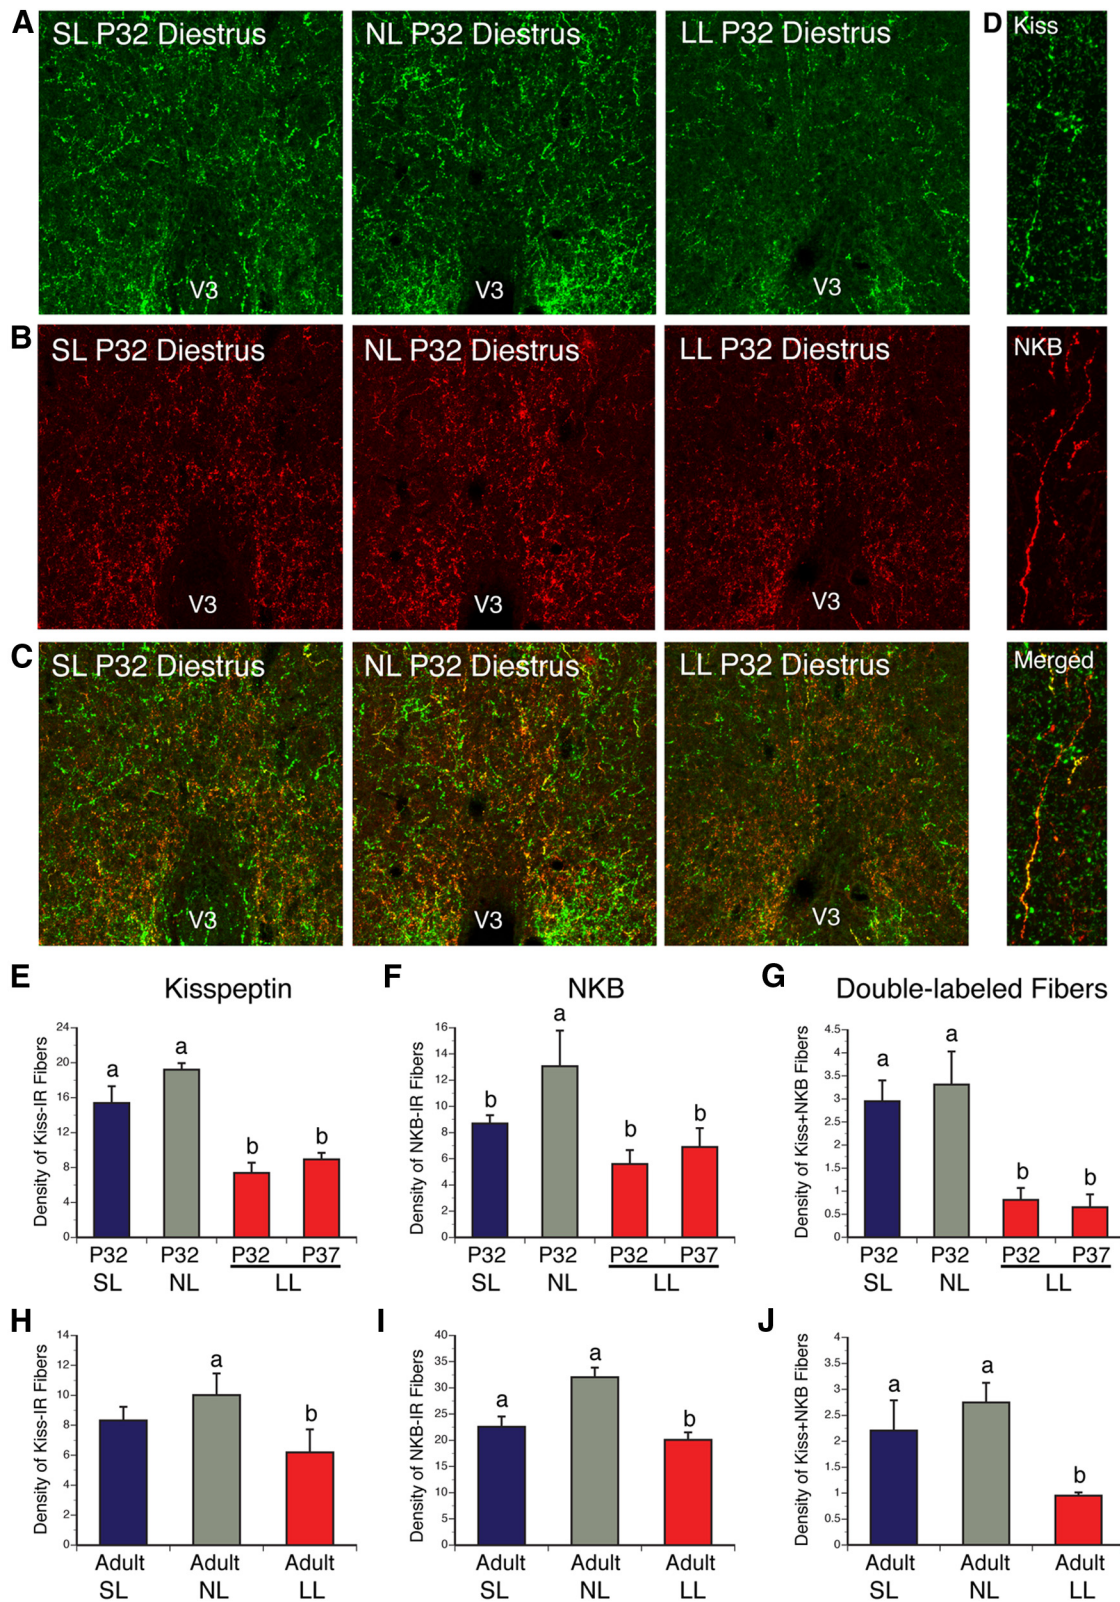 A
SL P32 Diestrus
NL P32 Diestrus
LL P32 Diestrus
D
Kiss
V3
V3
V3
B
SL P32 Diestrus
NL P32 Diestrus
LL P32 Diestrus
NKB
V3
V3
V3
C
SL P32 Diestrus
NL P32 Diestrus
LL P32 Diestrus
Merged
V3
V3
V3
E
Kisspeptin
Density of Kiss-IR Fibers
24
20
16
12
8
4
0
a
a
b
b
P32
P32
P32
P37
SL
NL
LL
F
NKB
Density of NKB-IR Fibers
16
14
12
10
8
6
4
2
0
b
a
b
b
P32
P32
P32
P37
SL
NL
LL
G
Double-labeled Fibers
Density of Kiss+NKB Fibers
4.5
4
3.5
3
2.5
2
1.5
1
0.5
0
a
a
b
b
P32
P32
P32
P37
SL
NL
LL
H
Density of Kiss-IR Fibers
14
12
10
8
6
4
2
0
a
b
Adult
Adult
Adult
SL
NL
LL
I
Density of NKB-IR Fibers
40
35
30
25
20
15
10
5
0
a
a
b
Adult
Adult
Adult
SL
NL
LL
J
Density of Kiss+NKB Fibers
4
3.5
3
2.5
2
1.5
1
0.5
0
a
a
b
Adult
Adult
Adult
SL
NL
LL